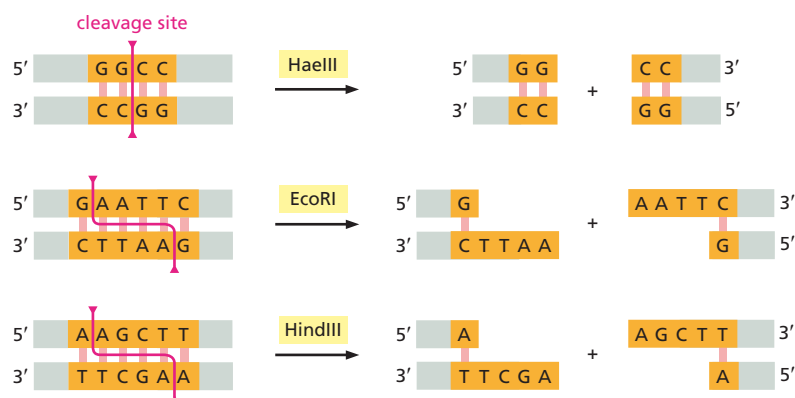 cleavage site
5′ G G C C HaeIII 5′ G G C C 3′
+
3′ C C G G 3′ C C G G 5′
5′ G A A T T C EcoRI 5′ G A A T T C 3′
+
3′ C T T A A G 3′ C T T A A G 5′
5′ A A G C T T HindIII 5′ A A G C T T 3′
+
3′ T T C G A A 3′ T T C G A A 5′